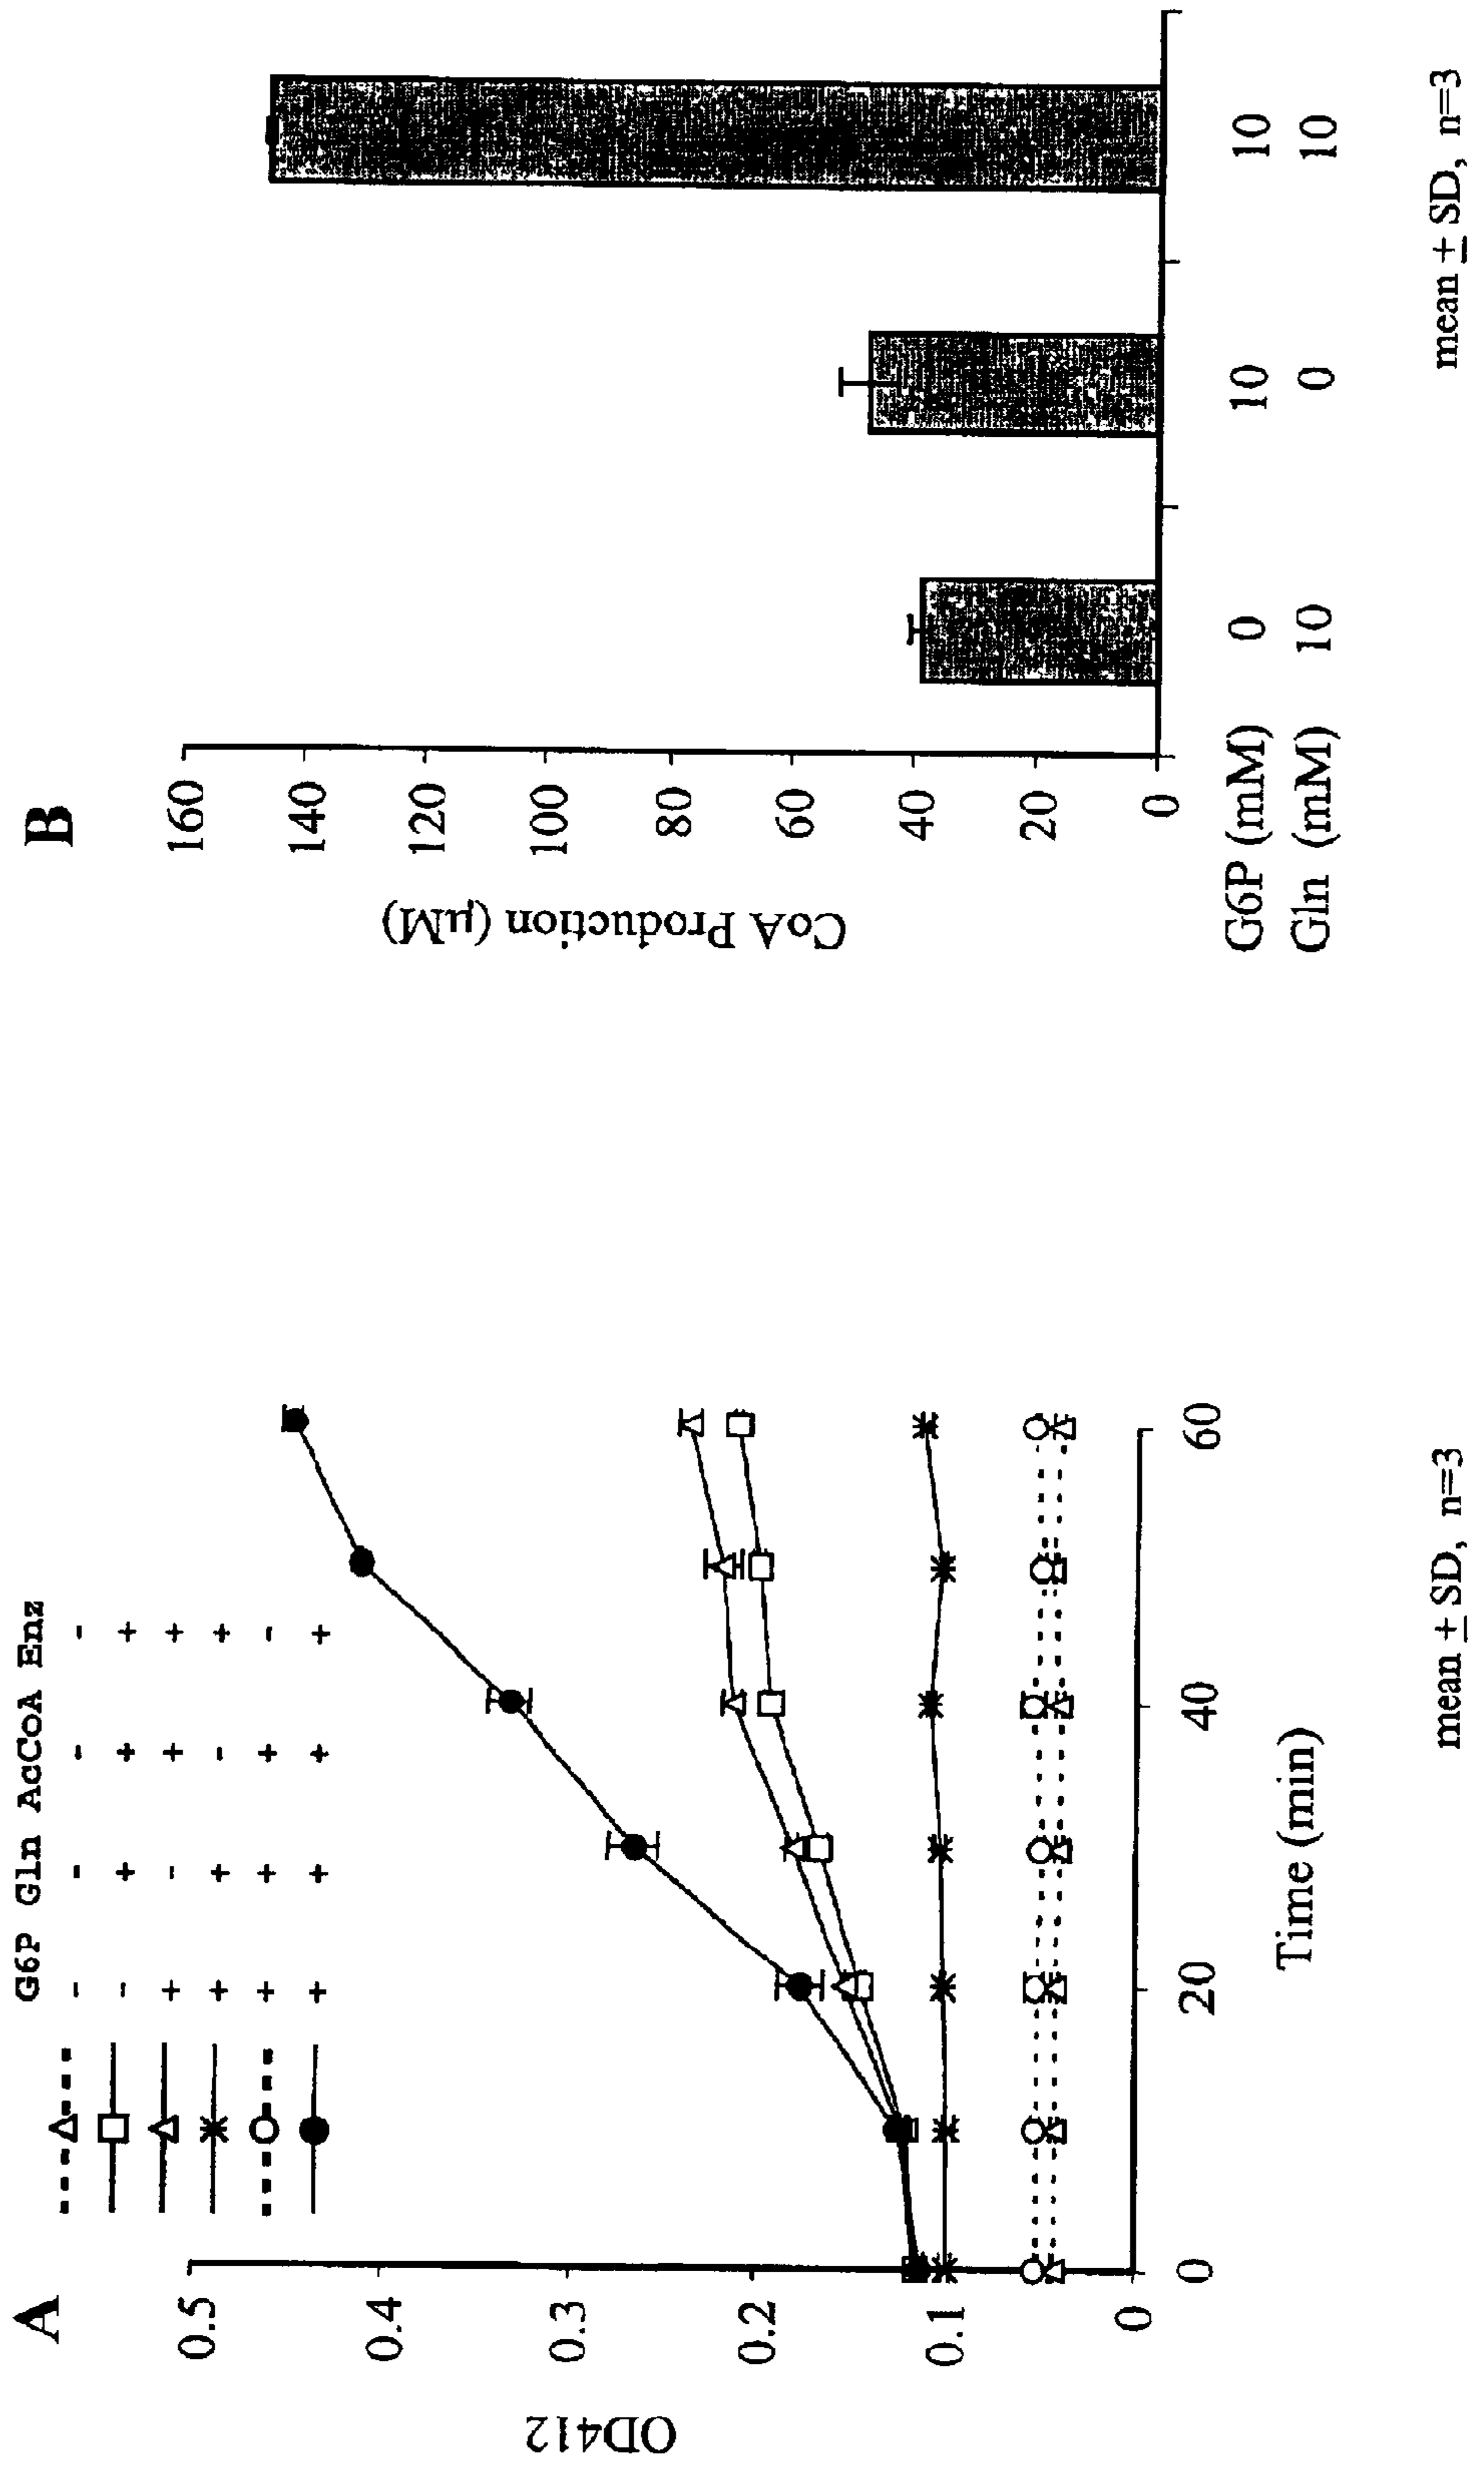 A
G6P Gln AcCoA Enz
- - - -
- + + +
+ - + +
+ + - +
+ + + -
+ + + +
OD412
0.5
0.4
0.3
0.2
0.1
0
0 20 40 60
Time (min)
mean ± SD, n=3
B
CoA Production (µM)
160
140
120
100
80
60
40
20
0
G6P (mM) 0 10 10
Gln (mM) 10 0 10
mean ± SD, n=3